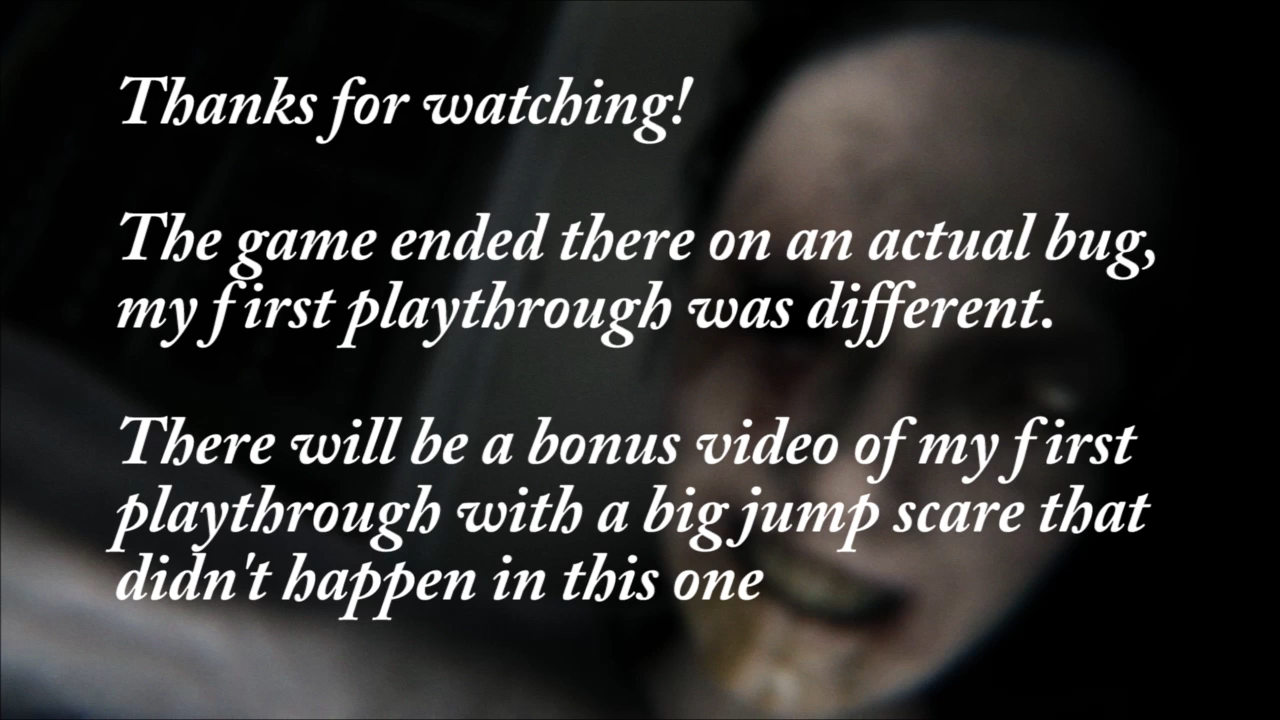 Thanks for watching!
The game ended there on an actual bug,
my first playthrough was different.
There will be a bonus video of my first
playthrough with a big jump scare that
didn't happen in this one